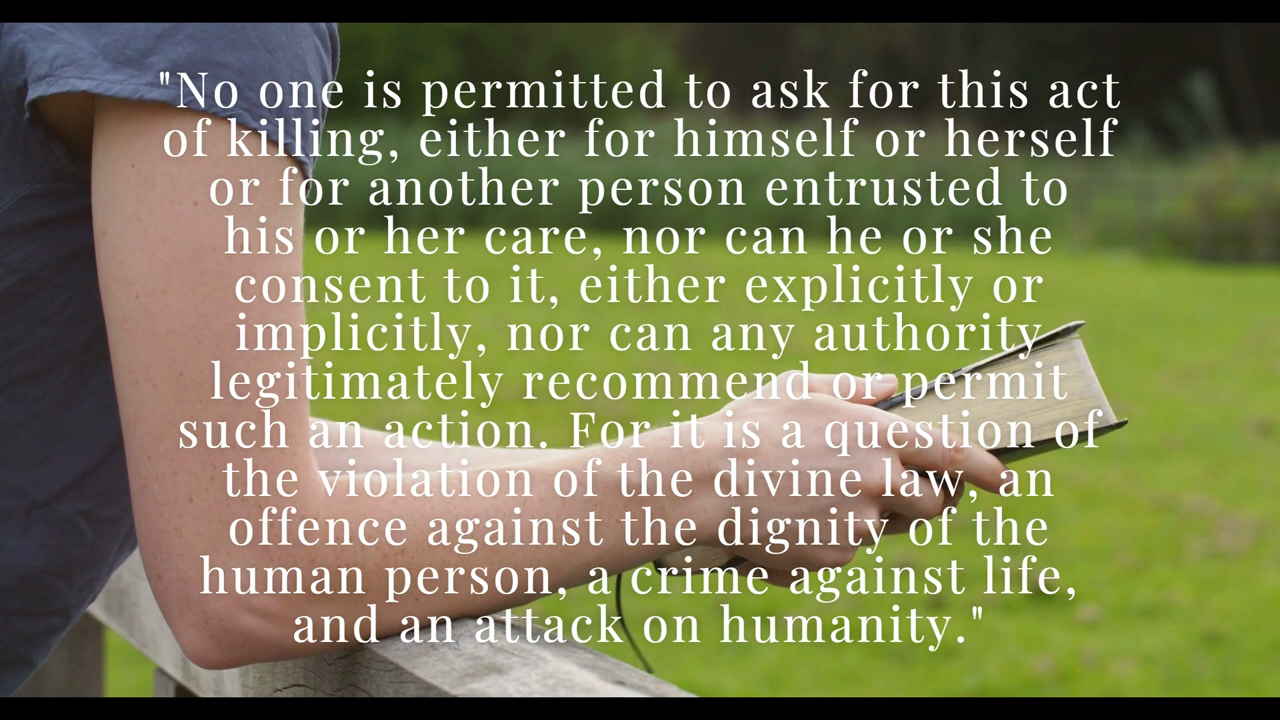 "No one is permitted to ask for this act
of killing, either for himself or herself
or for another person entrusted to
his or her care, nor can he or she
consent to it, either explicitly or
implicitly, nor can any authority
legitimately recommend or permit
such an action. For it is a question of
the violation of the divine law, an
offence against the dignity of the
human person, a crime against life,
and an attack on humanity."